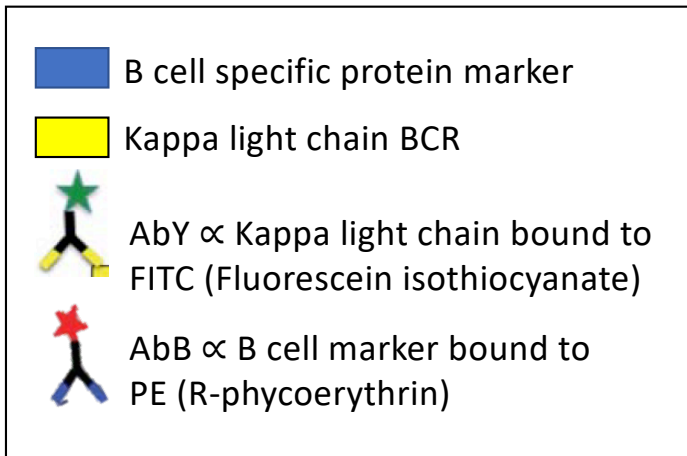 B cell specific protein marker
Kappa light chain BCR
AbY ∝ Kappa light chain bound to
FITC (Fluorescein isothiocyanate)
AbB ∝ B cell marker bound to
PE (R-phycoerythrin)